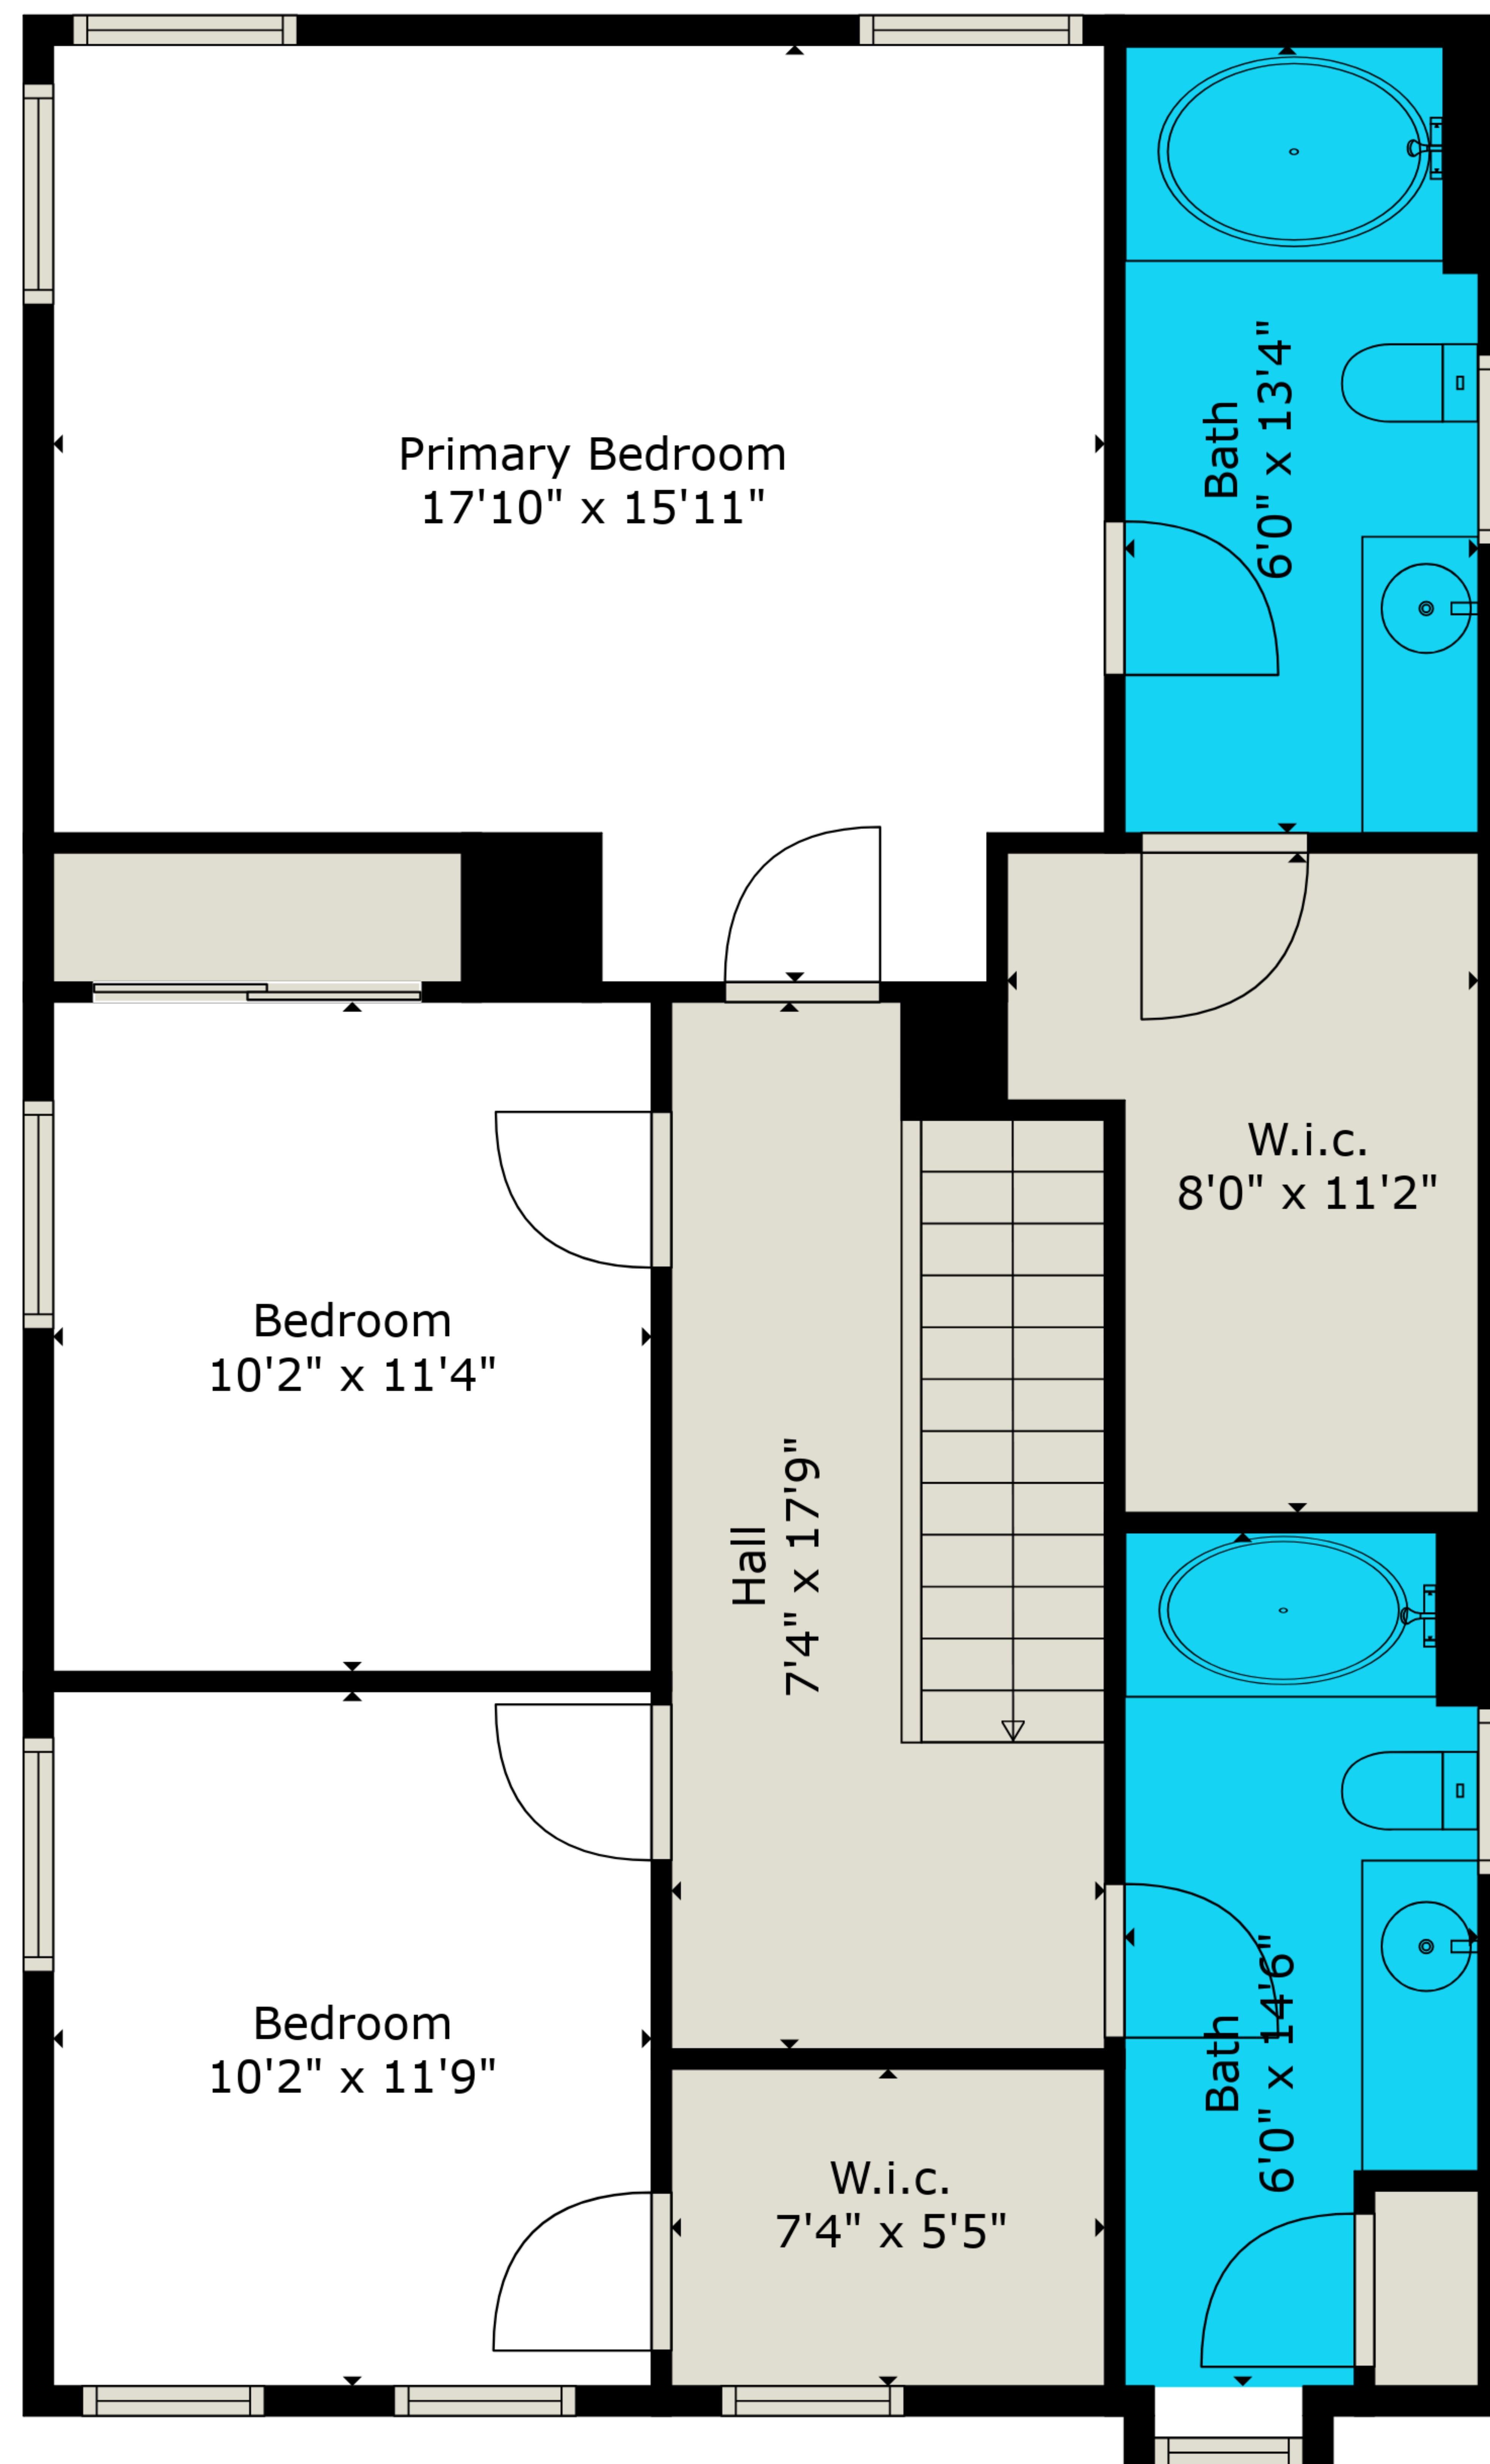 Primary Bedroom
17'10" x 15'11"
Bath
6'0" x 13'4"
W.i.c.
8'0" x 11'2"
Bedroom
10'2" x 11'4"
Hall
7'4" x 17'9"
Bedroom
10'2" x 11'9"
Bath
6'0" x 14'6"
W.i.c.
7'4" x 5'5"